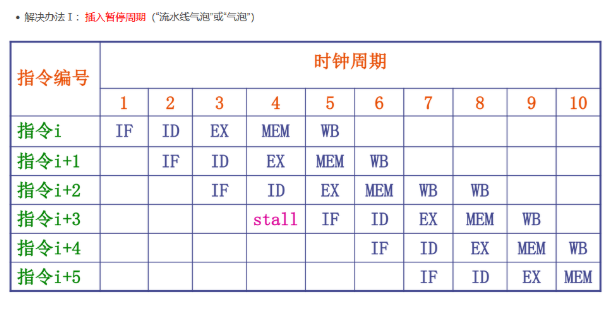 • 解决办法Ⅰ： 插入暂停周期（“流水线气泡”或“气泡”）
指令编号 时钟周期
1 2 3 4 5 6 7 8 9 10
指令i IF ID EX MEM WB
指令i+1 IF ID EX MEM WB
指令i+2 IF ID EX MEM WB WB
指令i+3 stall IF ID EX MEM WB
指令i+4 IF ID EX MEM WB
指令i+5 IF ID EX MEM